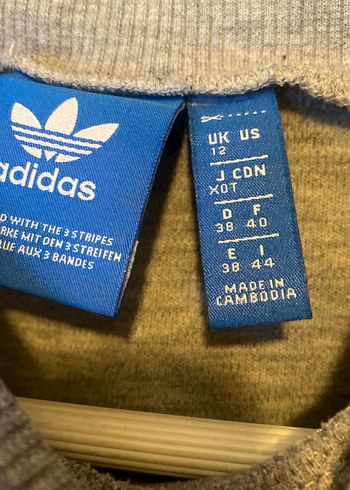 adidas
D WITH THE 3 STRIPES
RKE MIT DEN 3 STREIFEN
QUE AUX 3 BANDES
UK US
12
J CDN
XOT
D F
38 40
E I
38 44
MADE IN
CAMBODIA